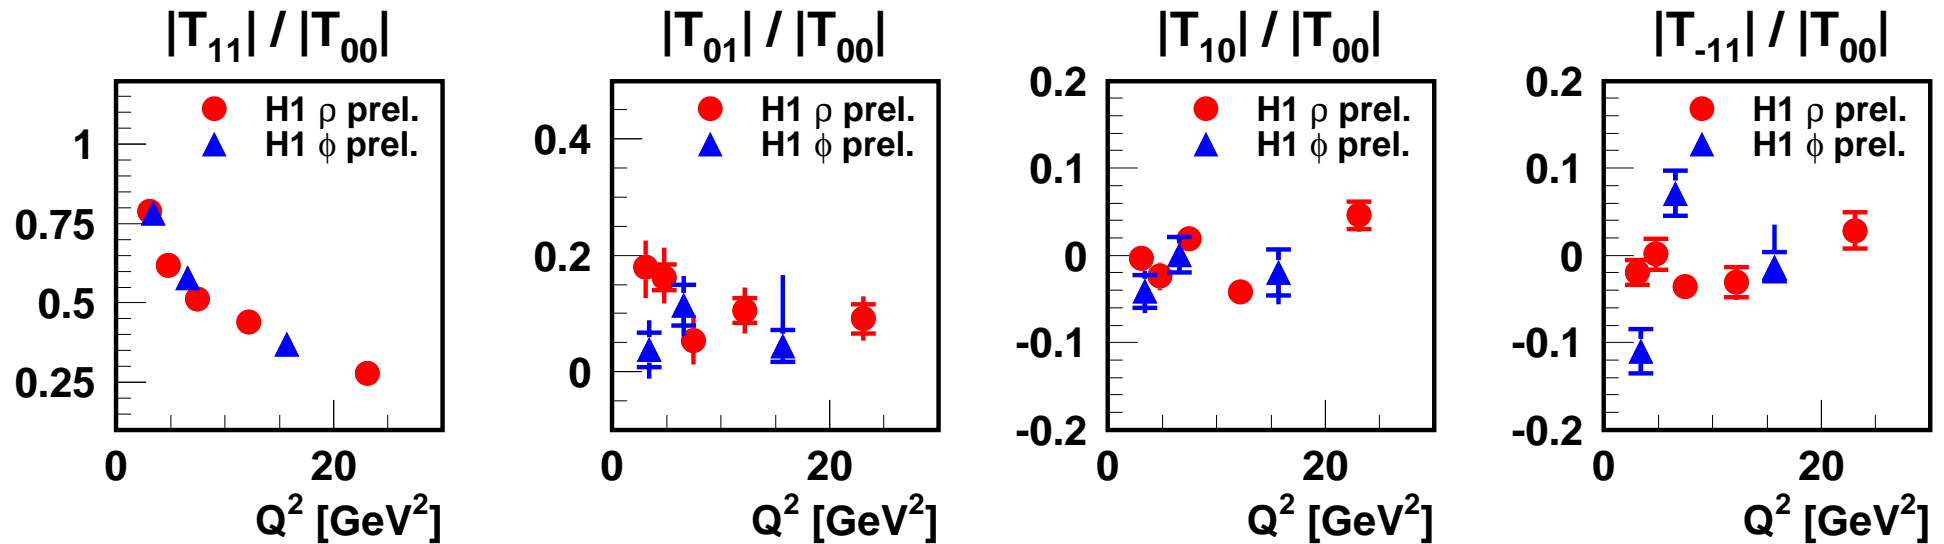 |T11| / |T00|
H1 ρ prel.
H1 ϕ prel.
1
0.75
0.5
0.25
0 20
Q² [GeV²]
|T01| / |T00|
H1 ρ prel.
H1 ϕ prel.
0.4
0.2
0
0 20
Q² [GeV²]
|T10| / |T00|
H1 ρ prel.
H1 ϕ prel.
0.2
0.1
0
-0.1
-0.2
0 20
Q² [GeV²]
|T-11| / |T00|
H1 ρ prel.
H1 ϕ prel.
0.2
0.1
0
-0.1
-0.2
0 20
Q² [GeV²]